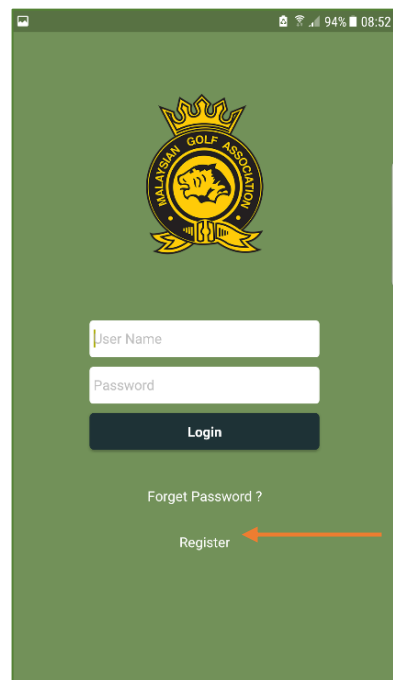 94% 08:52
MALAYSIAN GOLF ASSOCIATION
User Name
Password
Login
Forget Password ?
Register